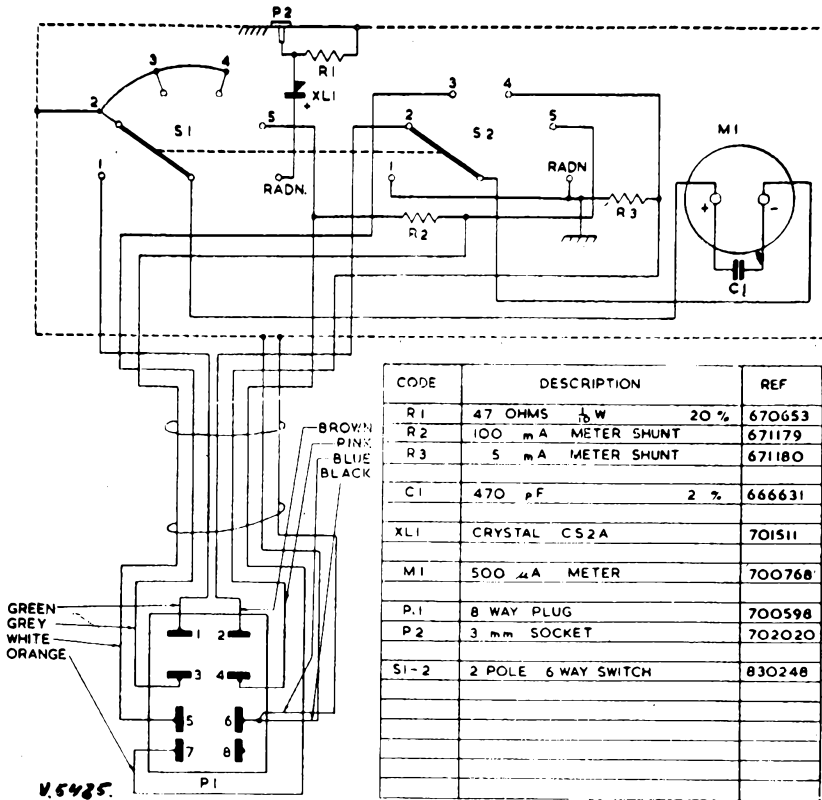 P2
R1
XL1
+
3
4
2
S1
5
1
RADN.
3
4
2
S2
5
1
RADN
R2
R3
M1
+
-
C1
BROWN
PINK
BLUE
BLACK
GREEN
GREY
WHITE
ORANGE
1
2
3
4
5
6
7
8
P1
V.5485.
CODE DESCRIPTION REF
R1 47 OHMS 1/10 W 20 % 670653
R2 100 mA METER SHUNT 671179
R3 5 mA METER SHUNT 671180
C1 470 pF 2 % 666631
XL1 CRYSTAL CS2A 701511
M1 500 µA METER 700768
P.1 8 WAY PLUG 700598
P2 3 mm SOCKET 702020
S1-2 2 POLE 6 WAY SWITCH 830248